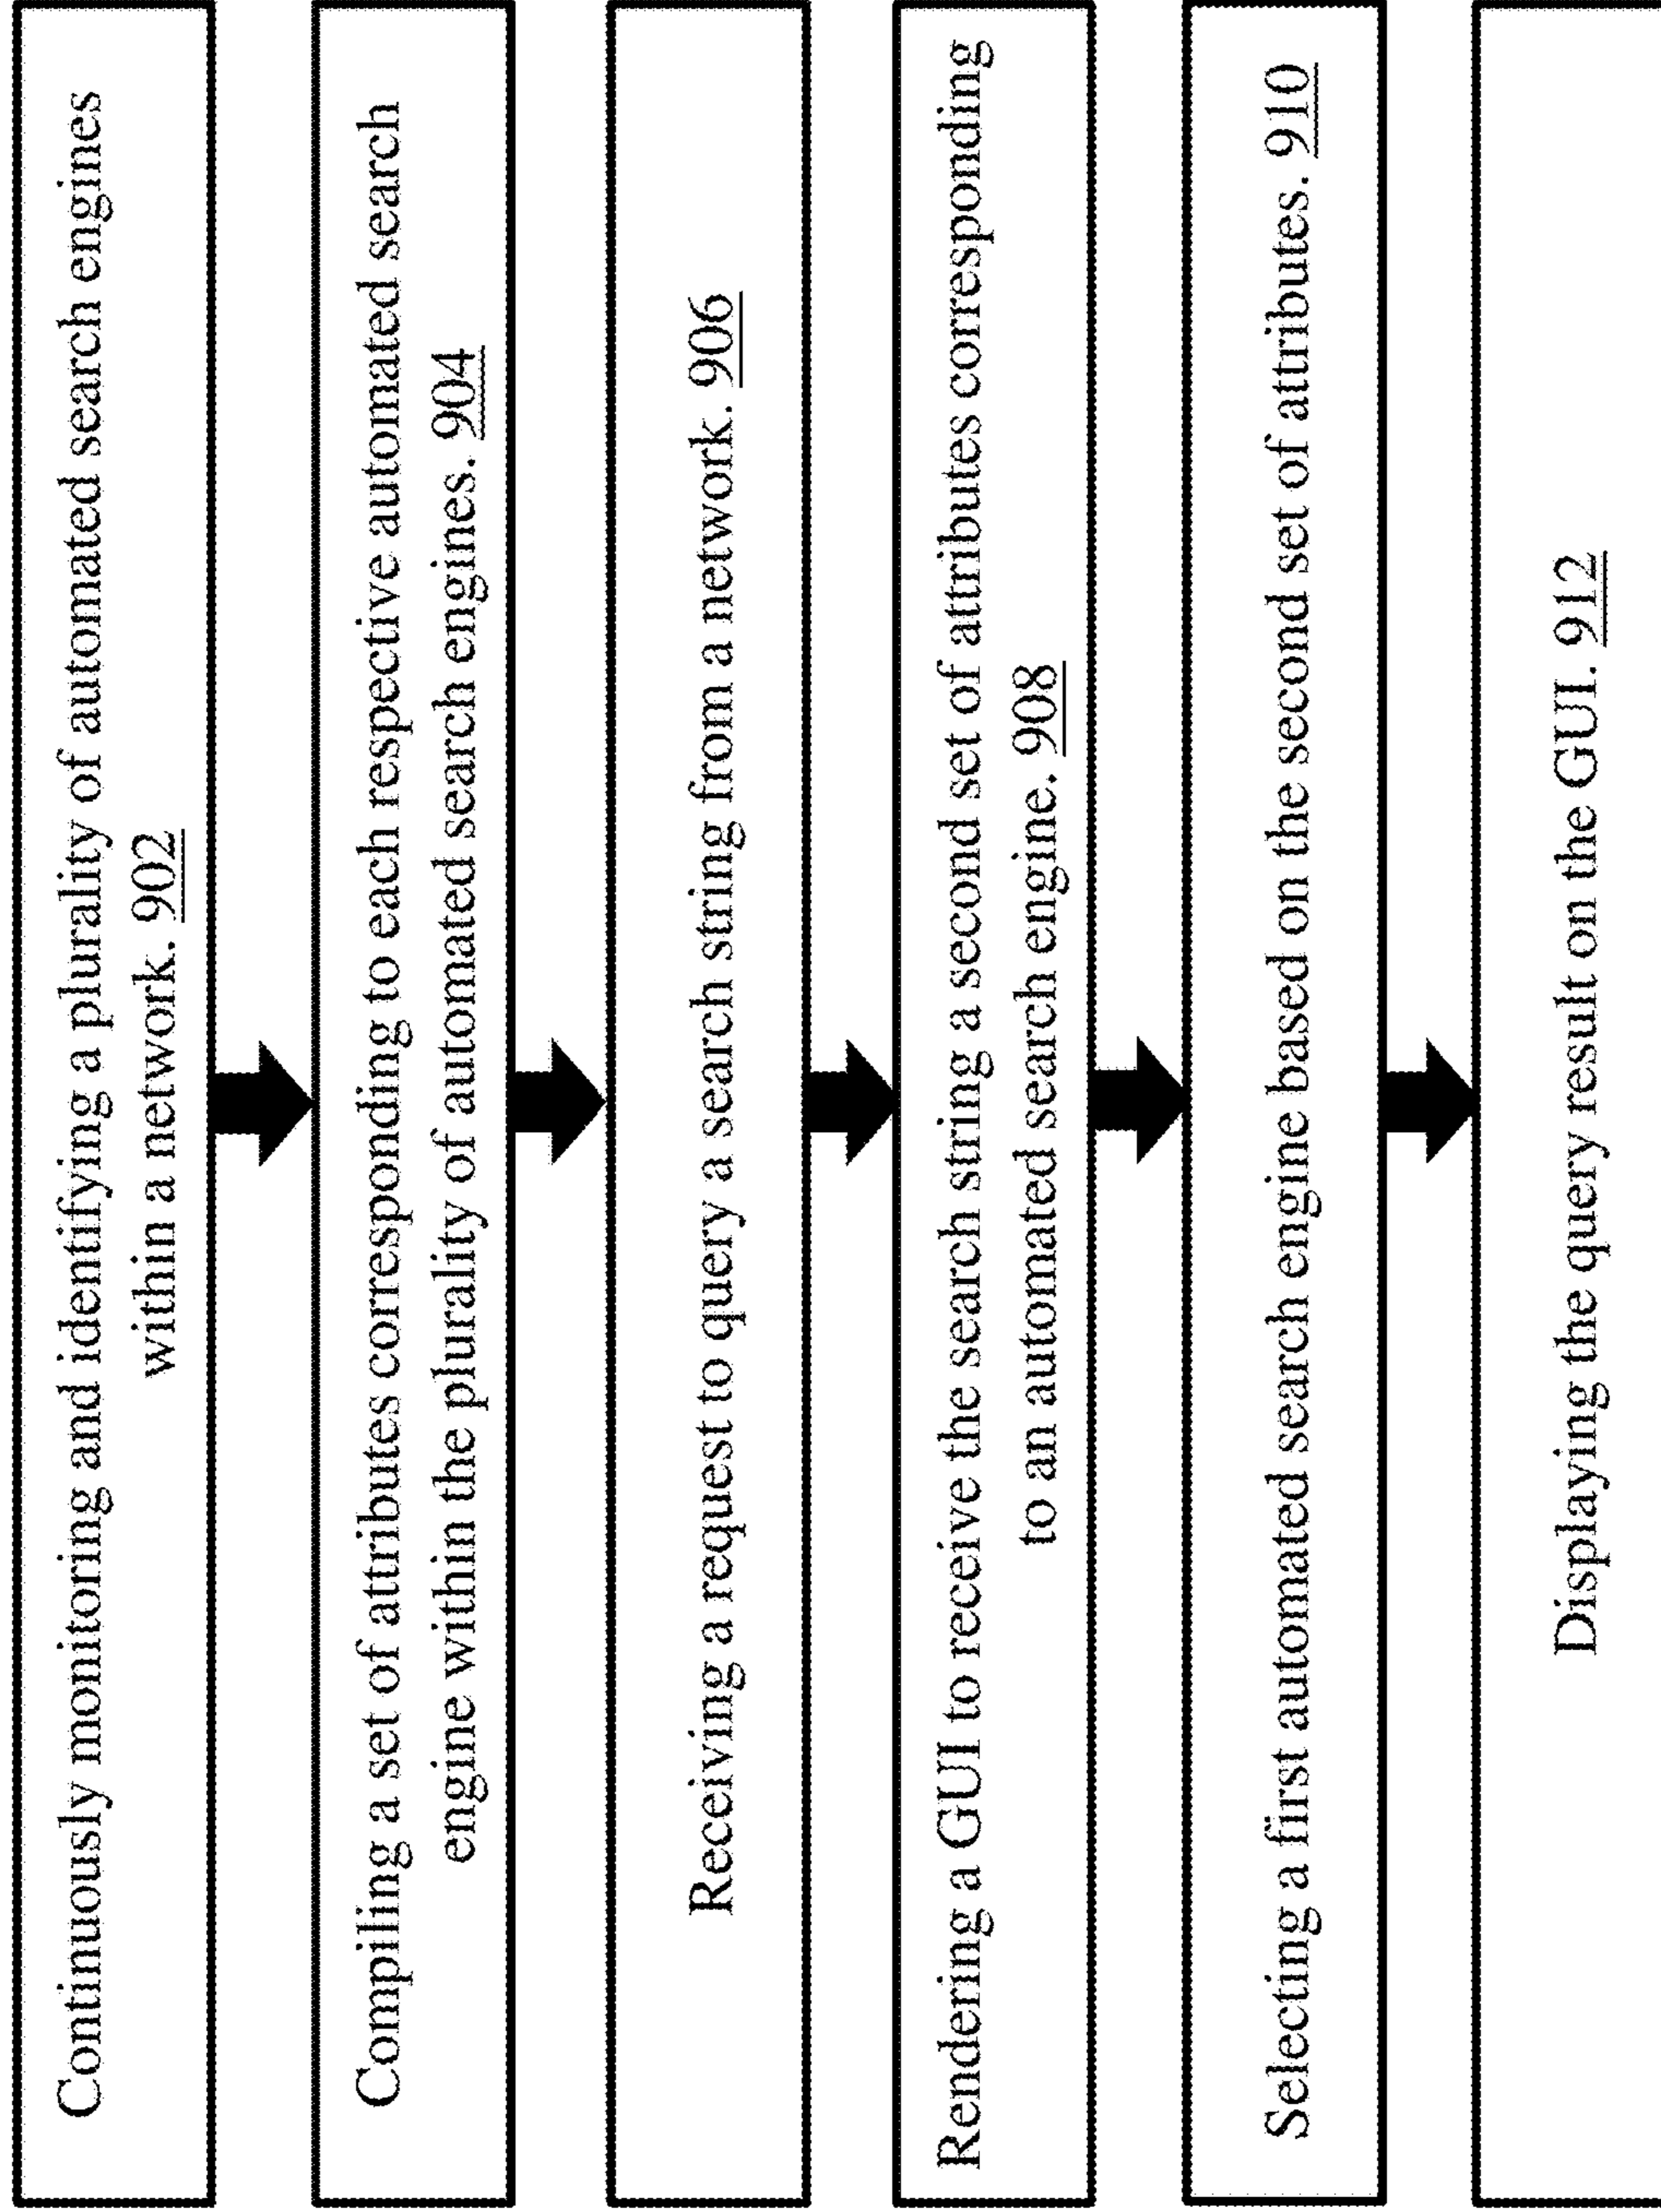 Continuously monitoring and identifying a plurality of automated search engines
within a network. 902
Compiling a set of attributes corresponding to each respective automated search
engine within the plurality of automated search engines. 904
Receiving a request to query a search string from a network. 906
Rendering a GUI to receive the search string a second set of attributes corresponding
to an automated search engine. 908
Selecting a first automated search engine based on the second set of attributes. 910
Displaying the query result on the GUI. 912